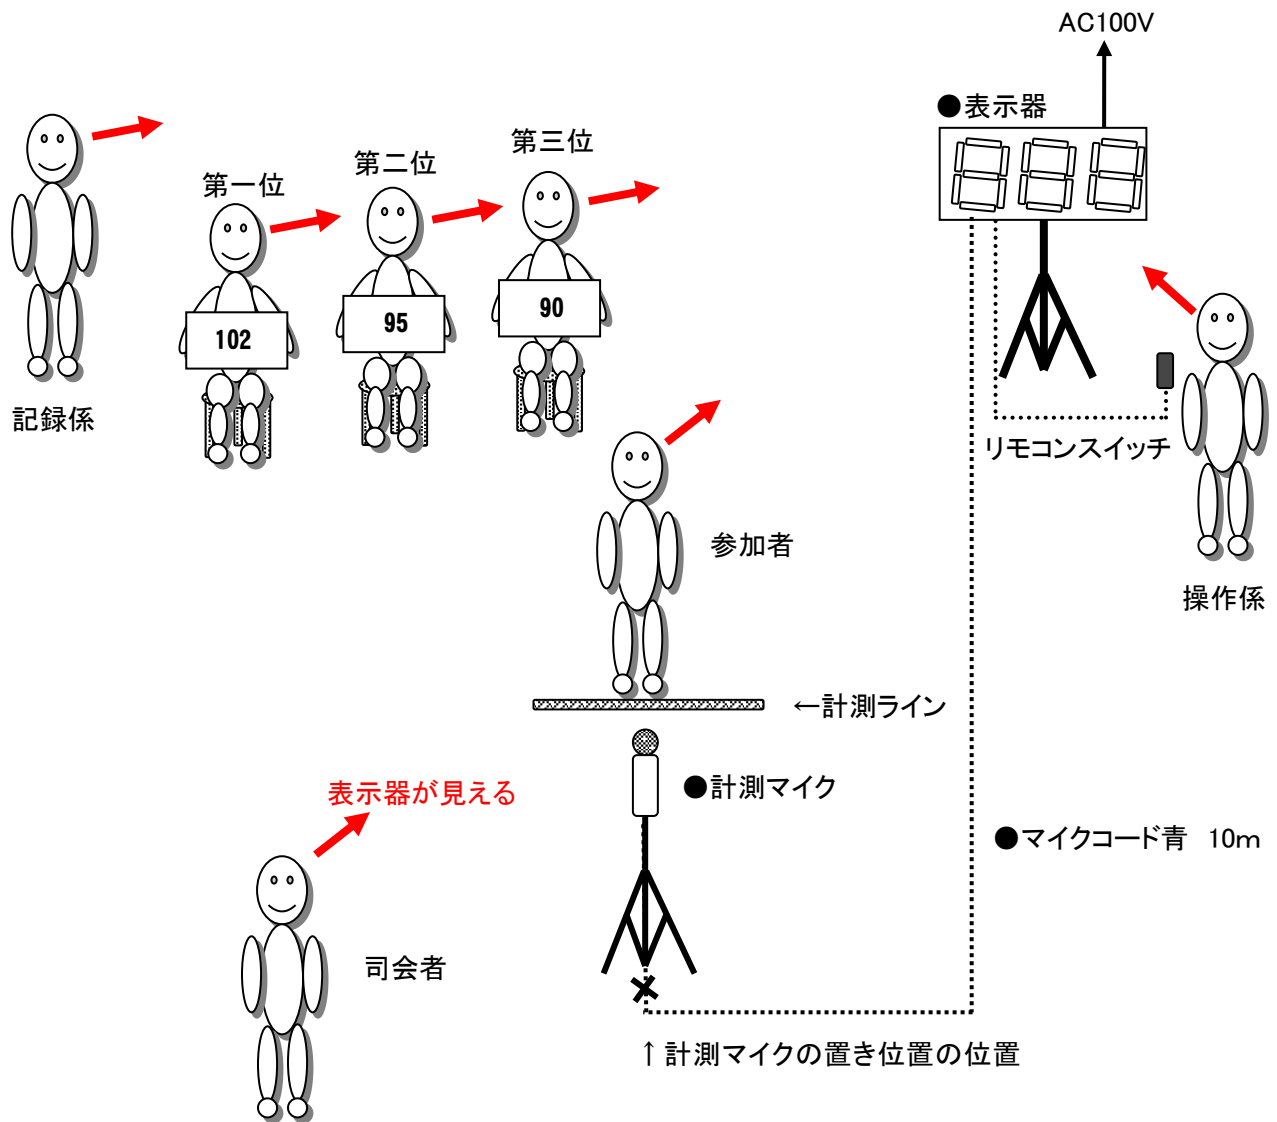 AC100V
●表示器
第一位
第二位
第三位
102
95
90
記録係
リモコンスイッチ
操作係
参加者
←計測ライン
●計測マイク
表示器が見える
●マイクコード青 10m
司会者
↑計測マイクの置き位置の位置